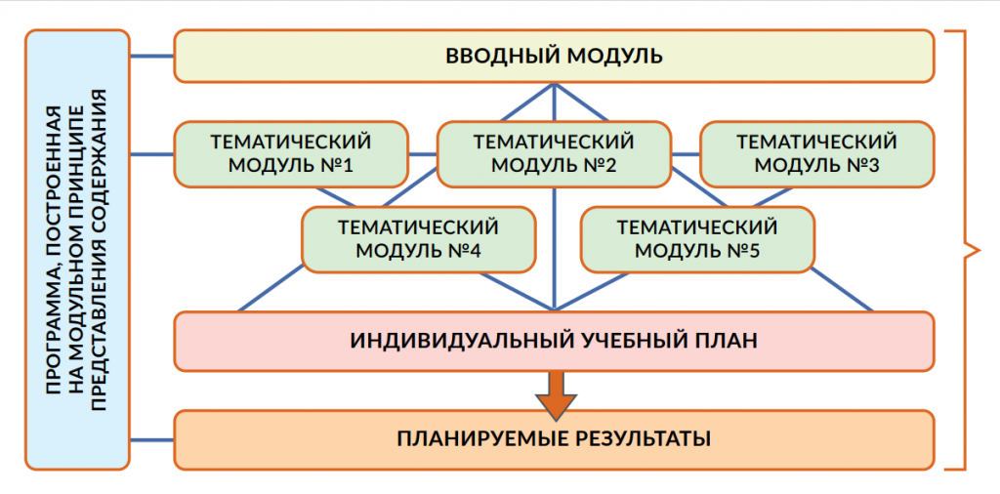 ПРОГРАММА, ПОСТРОЕННАЯ
НА МОДУЛЬНОМ ПРИНЦИПЕ
ПРЕДСТАВЛЕНИЯ СОДЕРЖАНИЯ
ВВОДНЫЙ МОДУЛЬ
ТЕМАТИЧЕСКИЙ
МОДУЛЬ №1
ТЕМАТИЧЕСКИЙ
МОДУЛЬ №2
ТЕМАТИЧЕСКИЙ
МОДУЛЬ №3
ТЕМАТИЧЕСКИЙ
МОДУЛЬ №4
ТЕМАТИЧЕСКИЙ
МОДУЛЬ №5
ИНДИВИДУАЛЬНЫЙ УЧЕБНЫЙ ПЛАН
ПЛАНИРУЕМЫЕ РЕЗУЛЬТАТЫ